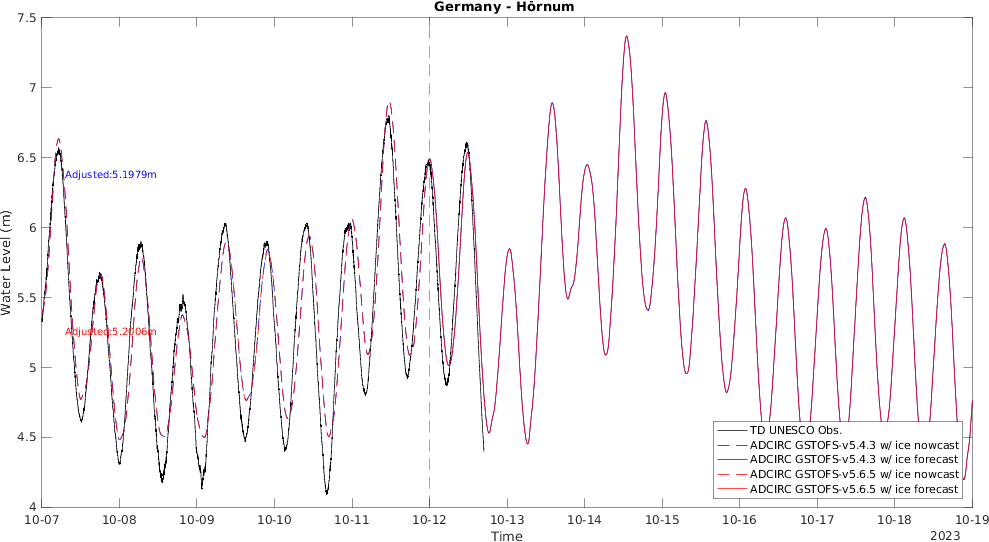 Germany - Hörnum
7.5
7
6.5
6
5.5
5
4.5
4
Water Level (m)
Adjusted:5.1979m
Adjusted:5.2006m
TD UNESCO Obs.
ADCIRC GSTOFS-v5.4.3 w/ ice nowcast
ADCIRC GSTOFS-v5.4.3 w/ ice forecast
ADCIRC GSTOFS-v5.6.5 w/ ice nowcast
ADCIRC GSTOFS-v5.6.5 w/ ice forecast
10-07 10-08 10-09 10-10 10-11 10-12 10-13 10-14 10-15 10-16 10-17 10-18 10-19
Time
2023